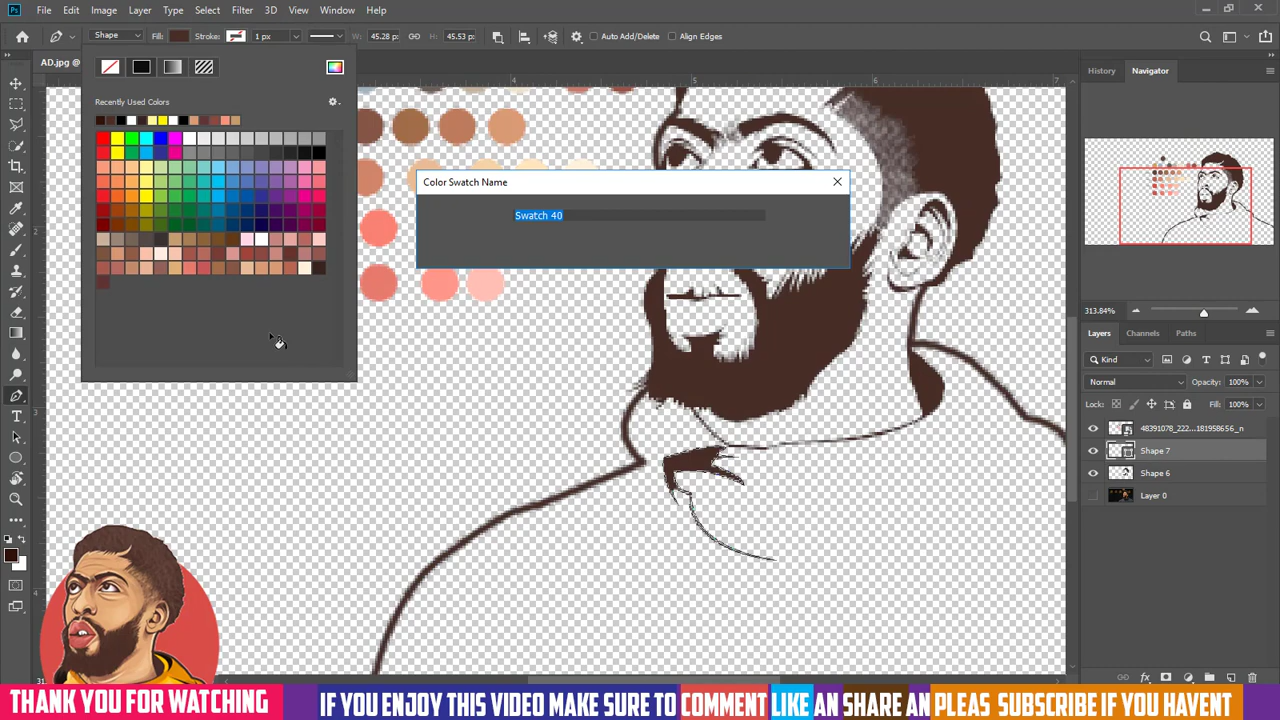 Ps File Edit Image Layer Type Select Filter 3D View Window Help
Shape Fill: Stroke: 1 px W: 45.28 p: H: 45.53 p: Auto Add/Delete Align Edges
AD.jpg @
History Navigator
Recently Used Colors
4 5 6 7
Color Swatch Name
Swatch 40
313.84%
Layers Channels Paths
Kind
Normal Opacity: 100%
Lock: Fill: 100%
48391078_222...181958656_n
Shape 7
Shape 6
Layer 0
THANK YOU FOR WATCHING IF YOU ENJOY THIS VIDEO MAKE SURE TO COMMENT LIKE AN SHARE AN PLEAS SUBSCRIBE IF YOU HAVENT